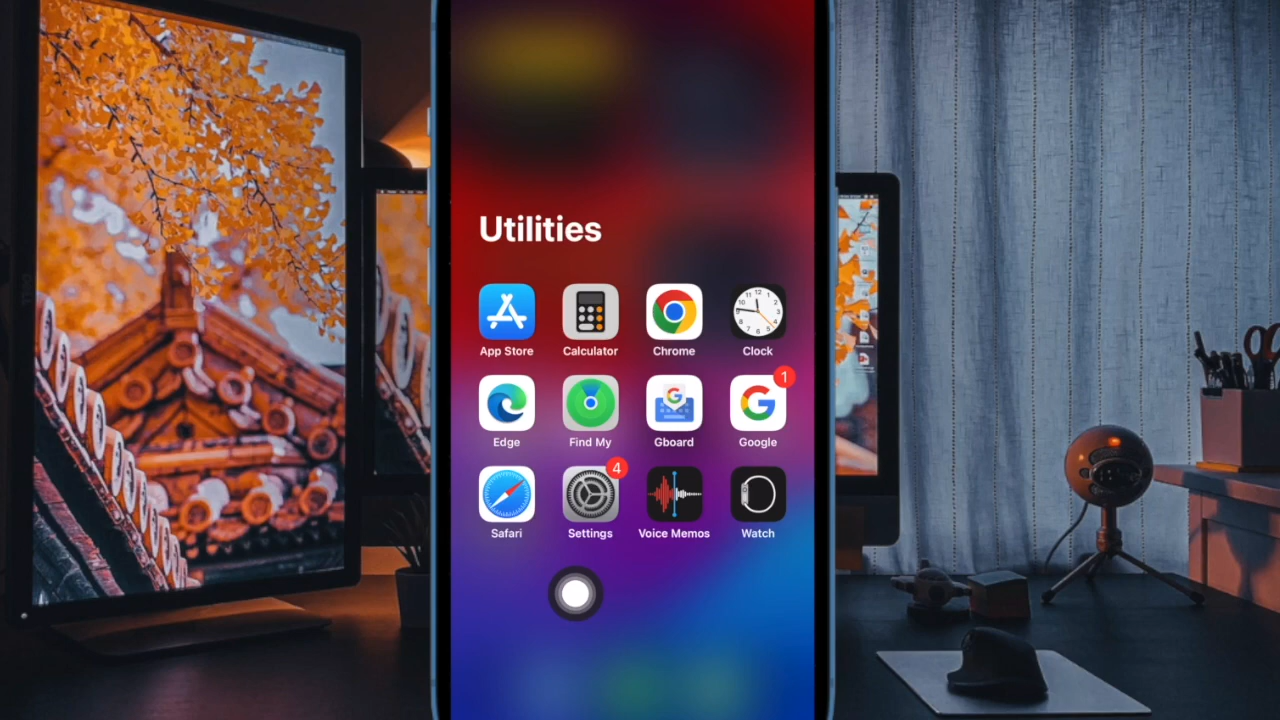 Utilities
App Store
Calculator
Chrome
Clock
1
Edge
Find My
Gboard
Google
4
Safari
Settings
Voice Memos
Watch